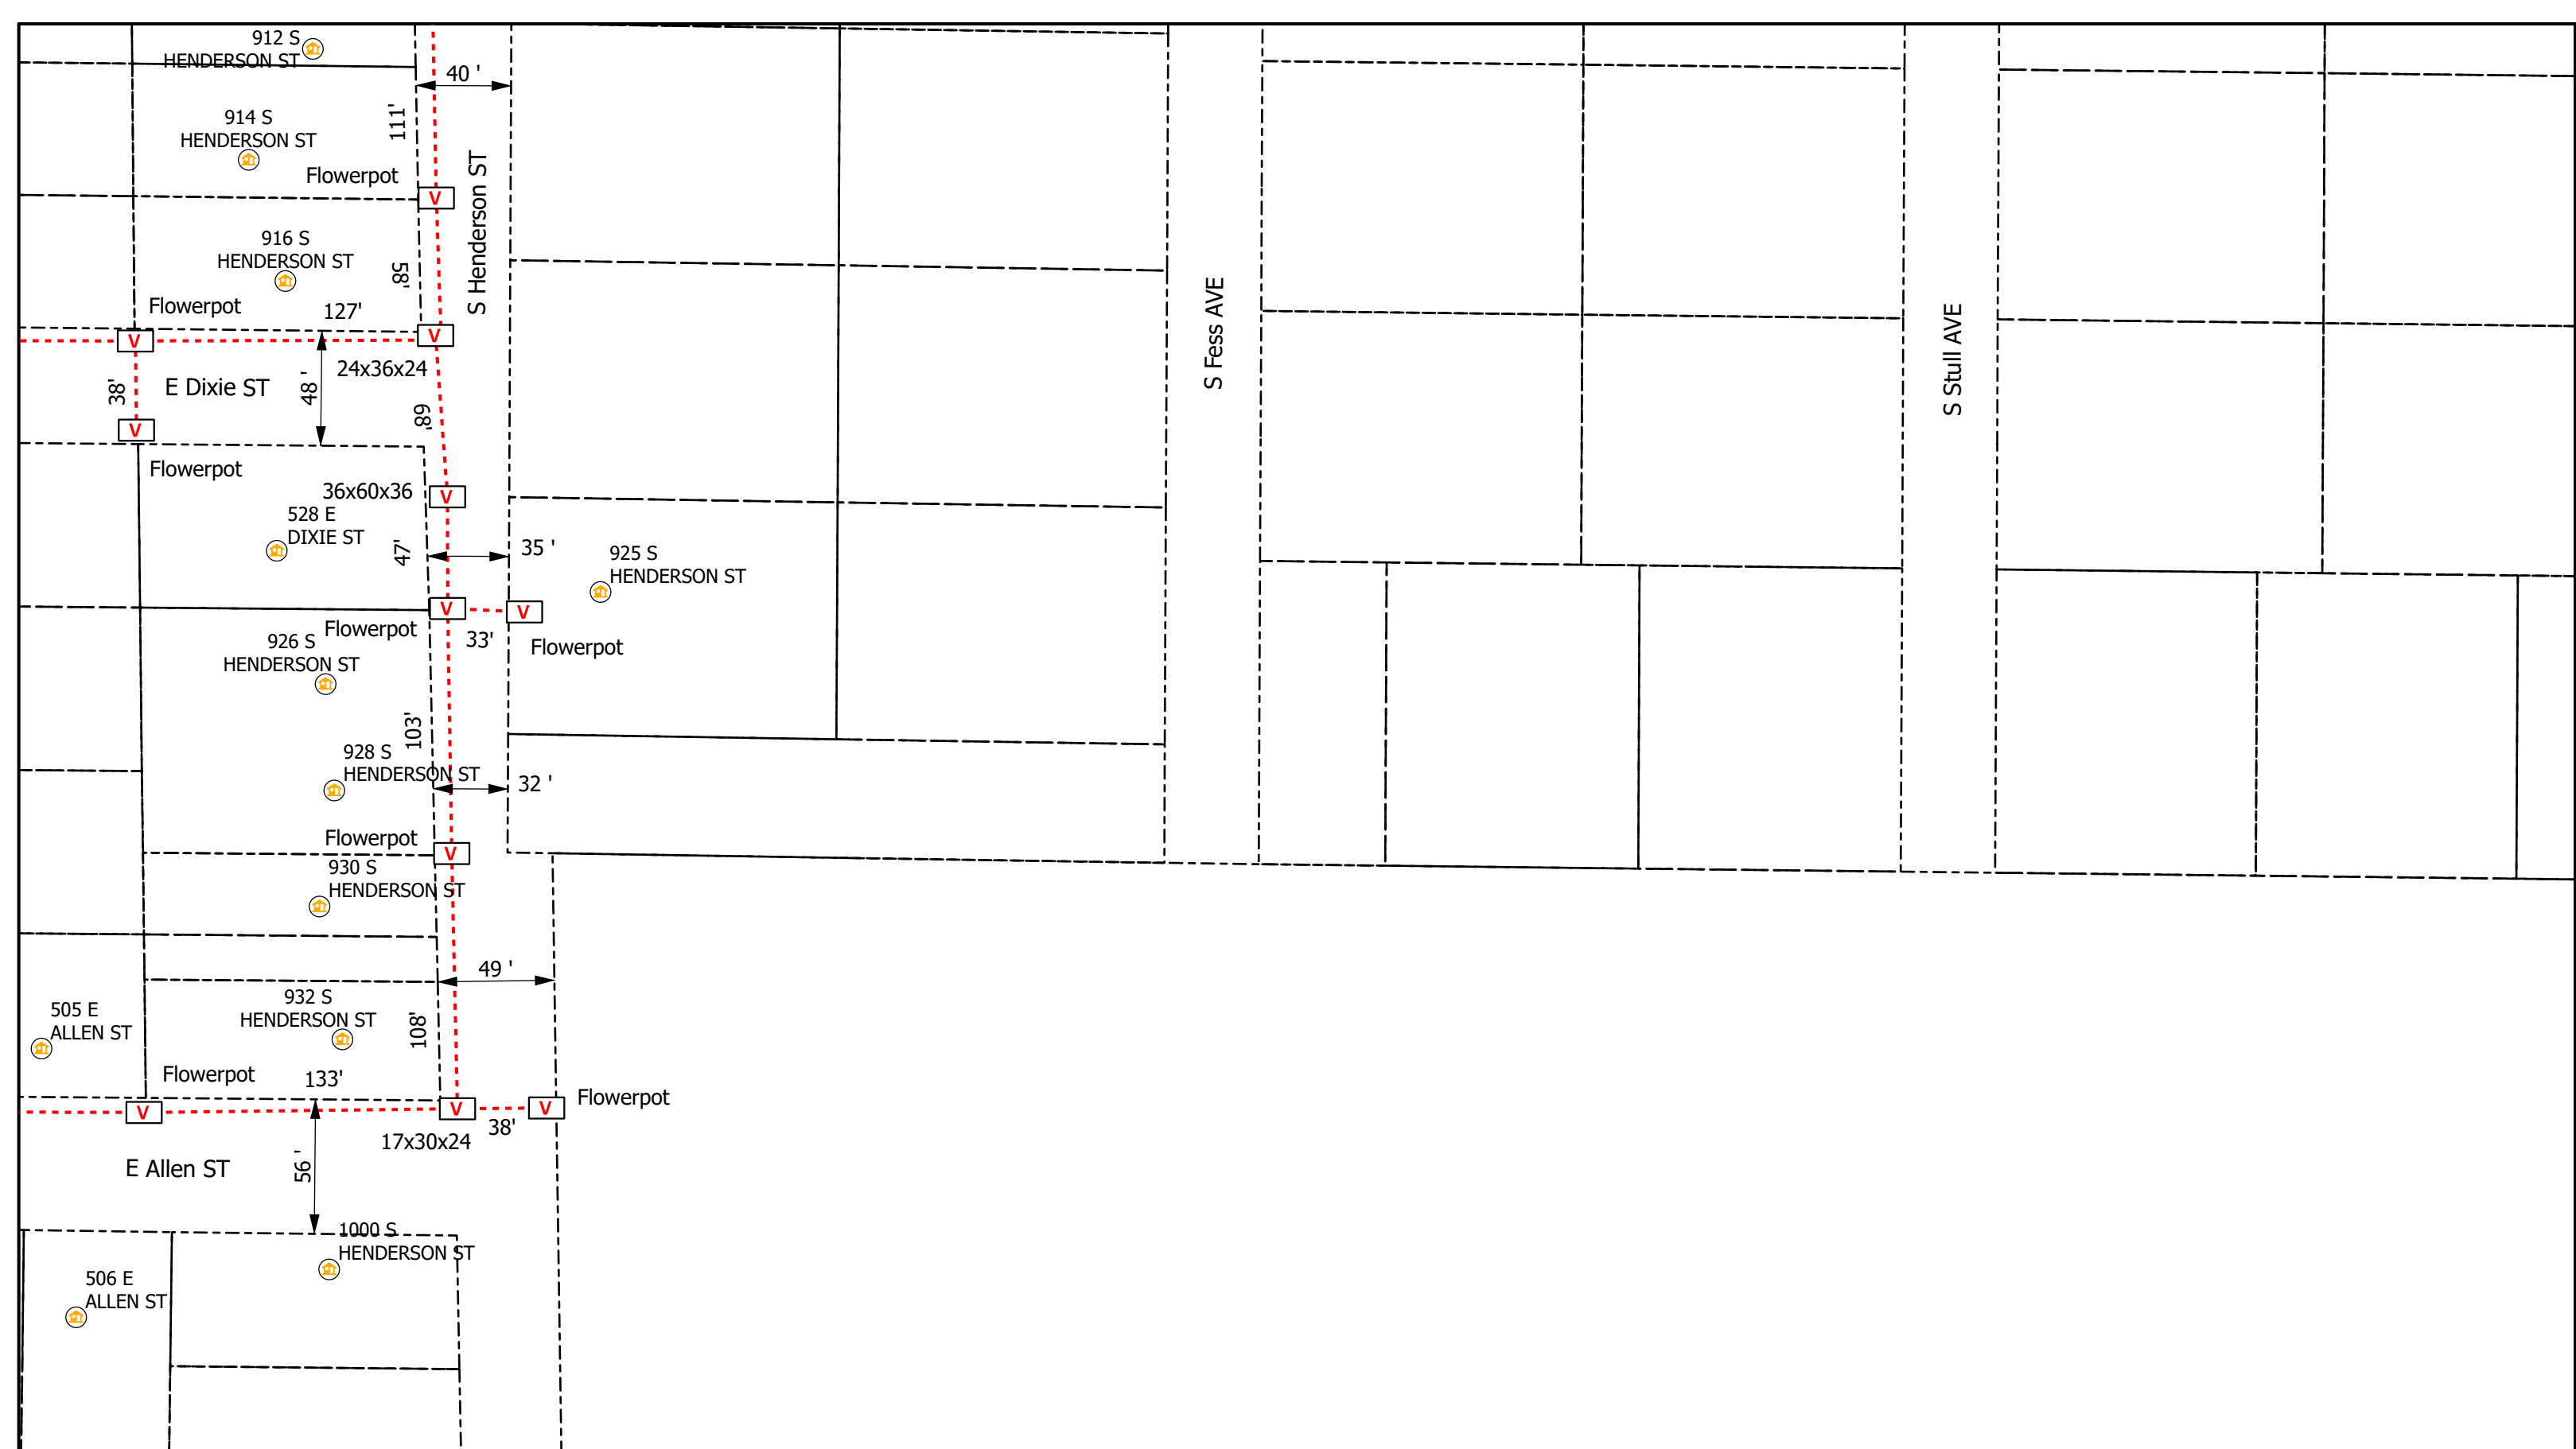 912 S
HENDERSON ST
40 '
111'
914 S
HENDERSON ST
Flowerpot
V
S Henderson ST
916 S
HENDERSON ST
58'
Flowerpot
127'
V
V
24x36x24
S Fess AVE
S Stull AVE
38'
E Dixie ST
48 '
68'
V
Flowerpot
36x60x36
V
528 E
DIXIE ST
47'
35 '
925 S
HENDERSON ST
V
V
Flowerpot
33'
Flowerpot
926 S
HENDERSON ST
103'
928 S
HENDERSON ST
32 '
Flowerpot
V
930 S
HENDERSON ST
49 '
932 S
HENDERSON ST
505 E
ALLEN ST
108'
Flowerpot
133'
V
V
V
Flowerpot
17x30x24
38'
E Allen ST
56 '
1000 S
HENDERSON ST
506 E
ALLEN ST